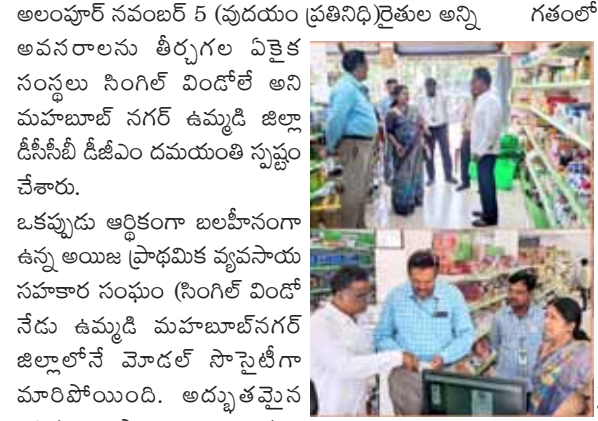 అలంపూర్ నవంబర్ 5 (వుదయం ప్రతినిధి)రైతుల అన్ని
అవసరాలను తీర్చగల ఏకైక
సంస్థలు సింగిల్ విండోలే అని
మహబూబ్ నగర్ ఉమ్మడి జిల్లా
డీసీసీబీ డీజీఎం దమయంతి స్పష్టం
చేశారు.
ఒకప్పుడు ఆర్థికంగా బలహీనంగా
ఉన్న అయిజ ప్రాథమిక వ్యవసాయ
సహకార సంఘం (సింగిల్ విండో
నేడు ఉమ్మడి మహబూబ్‌నగర్
జిల్లాలోనే మోడల్ సొసైటీగా
మారిపోయింది. అద్భుతమైన
గతంలో